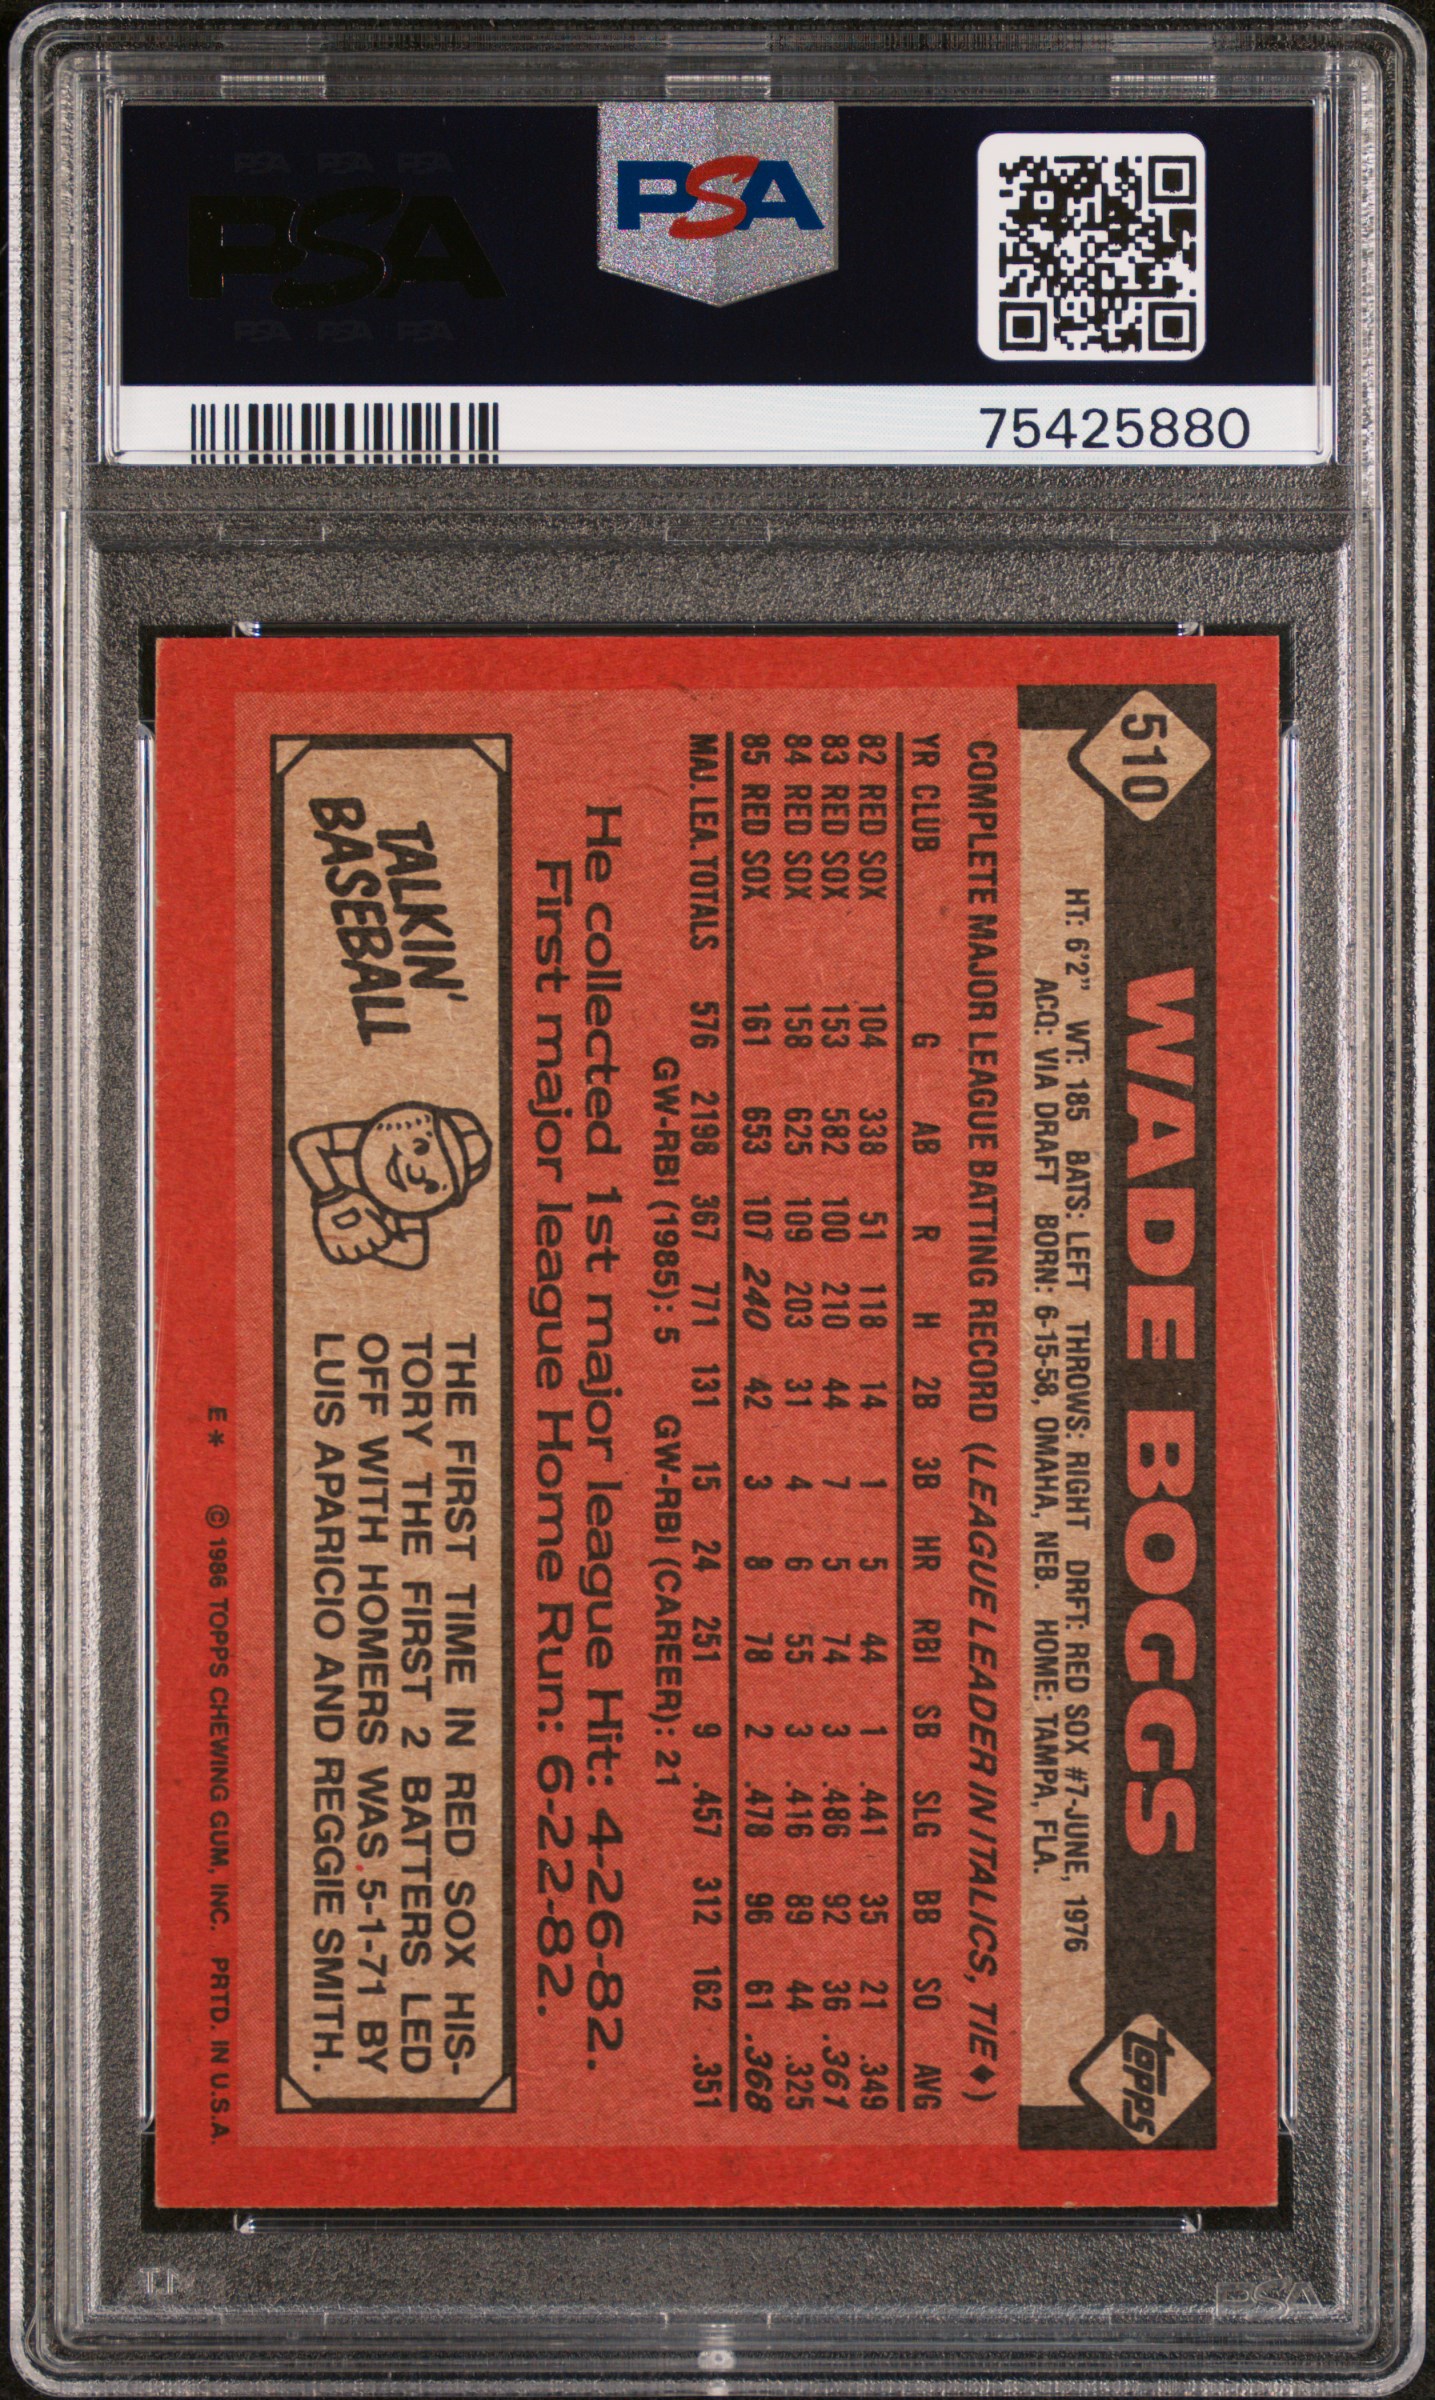 PSA PSA PSA
PSA
PSA PSA PSA
PSA
75425880
510
WADE BOGGS
topps
HT: 6'2" WT: 185 BATS: LEFT THROWS: RIGHT DRFT: RED SOX #7-JUNE, 1976
ACQ: VIA DRAFT BORN: 6-15-58, OMAHA, NEB. HOME: TAMPA, FLA.
COMPLETE MAJOR LEAGUE BATTING RECORD (LEAGUE LEADER IN ITALICS, TIE ♦)
YR CLUB G AB R H 2B 3B HR RBI SB SLG BB SO AVG
82 RED SOX 104 338 51 118 14 1 5 44 1 .441 35 21 .349
83 RED SOX 153 582 100 210 44 7 5 74 3 .486 92 36 .361
84 RED SOX 158 625 109 203 31 4 6 55 3 .416 89 44 .325
85 RED SOX 161 653 107 240 42 3 8 78 2 .478 96 61 .368
MAJ. LEA. TOTALS 576 2198 367 771 131 15 24 251 9 .457 312 162 .351
GW-RBI (1985): 5 GW-RBI (CAREER): 21
He collected 1st major league Hit: 4-26-82.
First major league Home Run: 6-22-82.
TALKIN'
BASEBALL
THE FIRST TIME IN RED SOX HIS-
TORY THE FIRST 2 BATTERS LED
OFF WITH HOMERS WAS 5-1-71 BY
LUIS APARICIO AND REGGIE SMITH.
E* © 1986 TOPPS CHEWING GUM, INC. PRTD. IN U.S.A.
TM
PSA